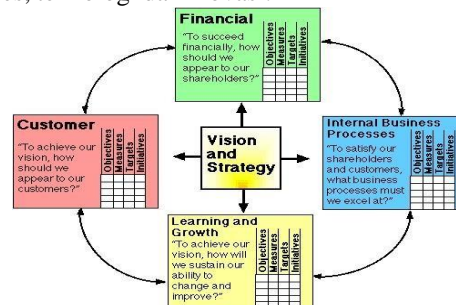 Financial
"To succeed
financially, how
should we
appear to our
shareholders?"
Objectives
Measures
Targets
Initiatives
Customer
"To achieve our
vision, how
should we
appear to our
customers?"
Objectives
Measures
Targets
Initiatives
Vision
and
Strategy
Internal Business
Processes
"To satisfy our
shareholders
and customers,
what business
processes must
we excel at?"
Objectives
Measures
Targets
Initiatives
Learning and
Growth
"To achieve our
vision, how will
we sustain our
ability to
change and
improve?"
Objectives
Measures
Targets
Initiatives